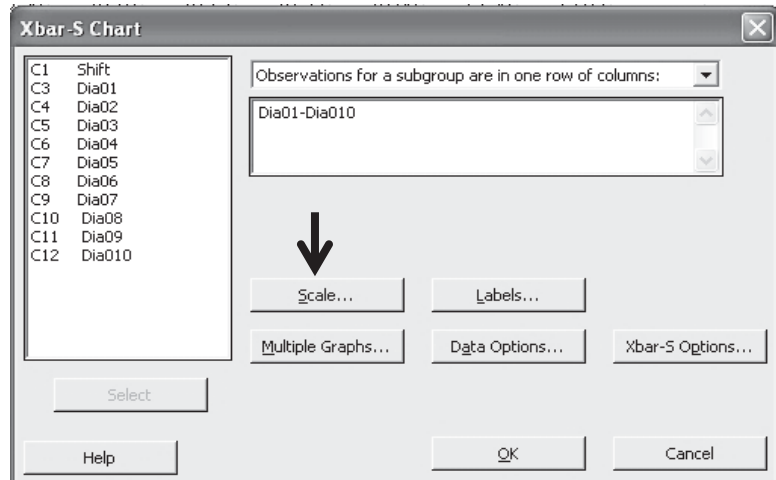 Xbar-S Chart
C1 Shift
C3 Dia01
C4 Dia02
C5 Dia03
C6 Dia04
C7 Dia05
C8 Dia06
C9 Dia07
C10 Dia08
C11 Dia09
C12 Dia010
Observations for a subgroup are in one row of columns:
Dia01-Dia010
Scale...
Labels...
Multiple Graphs...
Data Options...
Xbar-S Options...
Select
Help
OK
Cancel